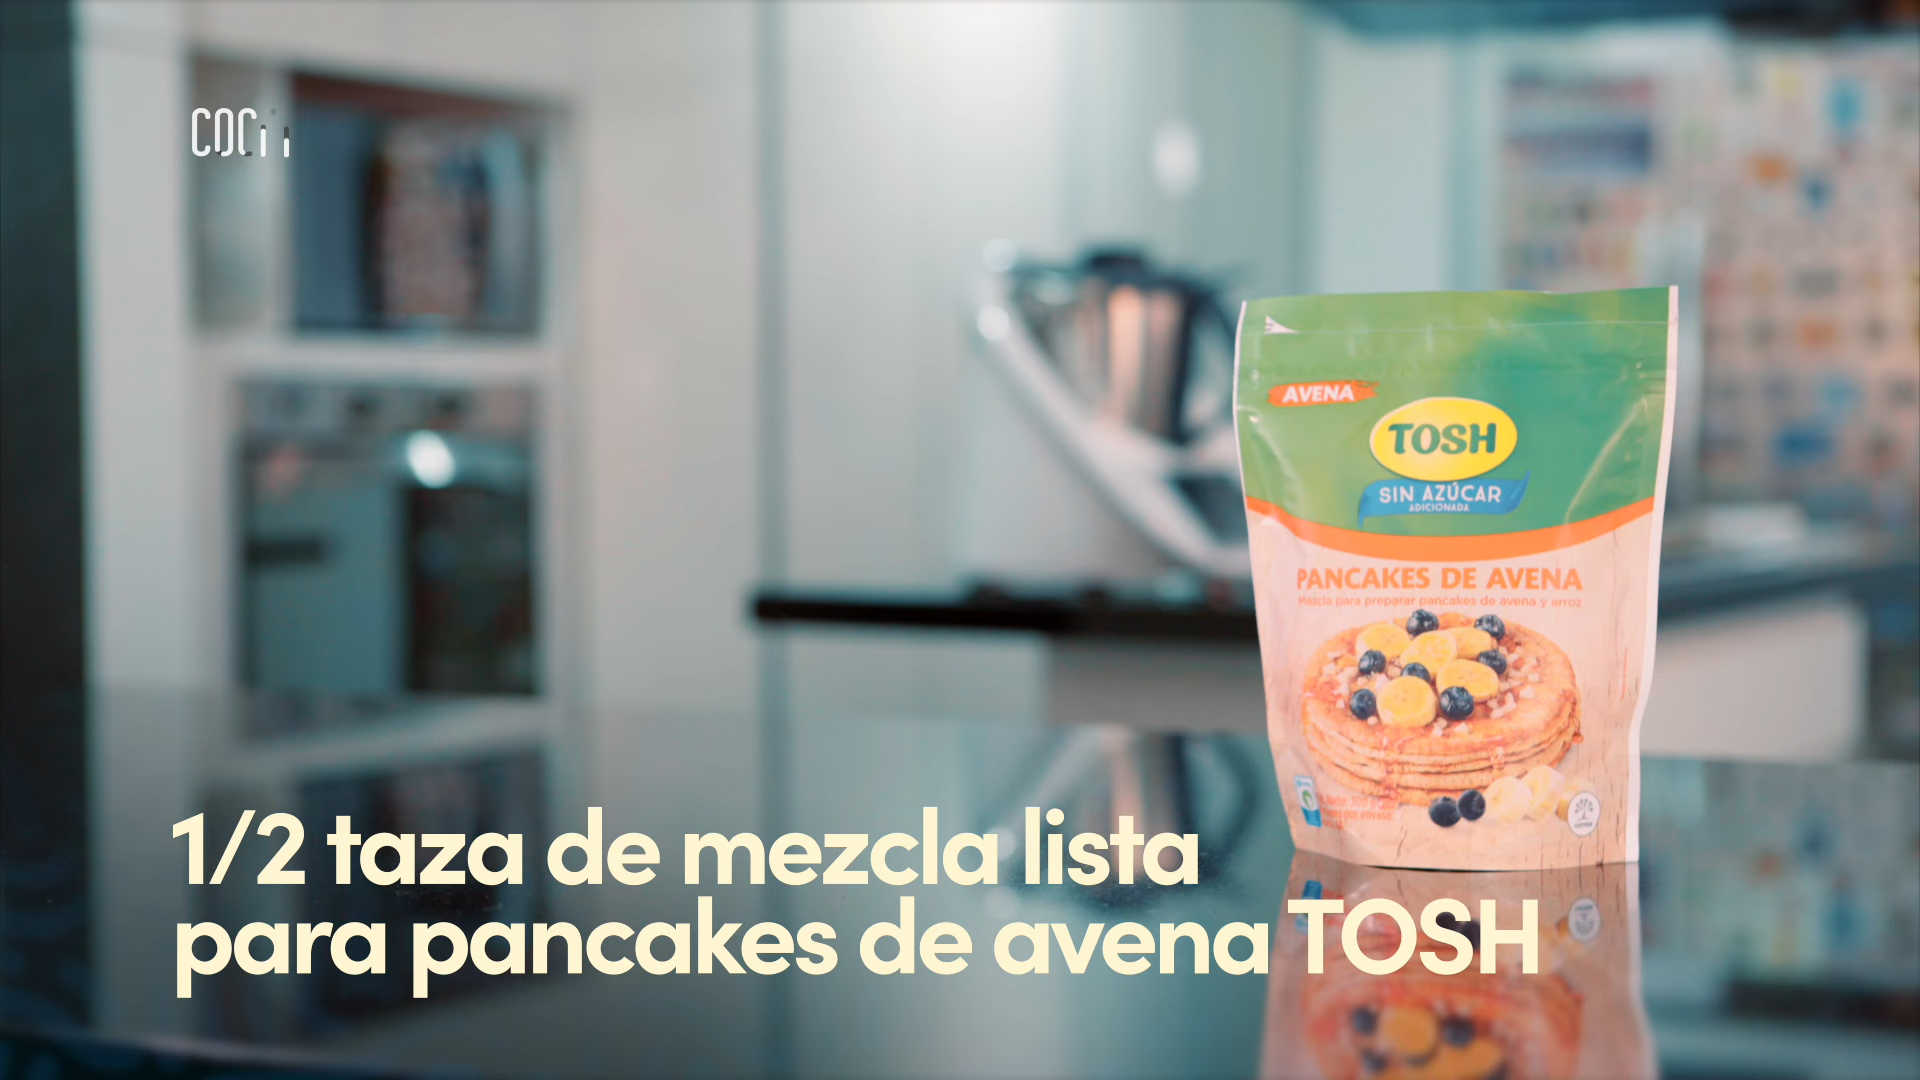 AVENA
TOSH
SIN AZÚCAR
ADICIONADA
PANCAKES DE AVENA
Mezcla para preparar pancakes de avena y arroz
1/2 taza de mezcla lista
para pancakes de avena TOSH